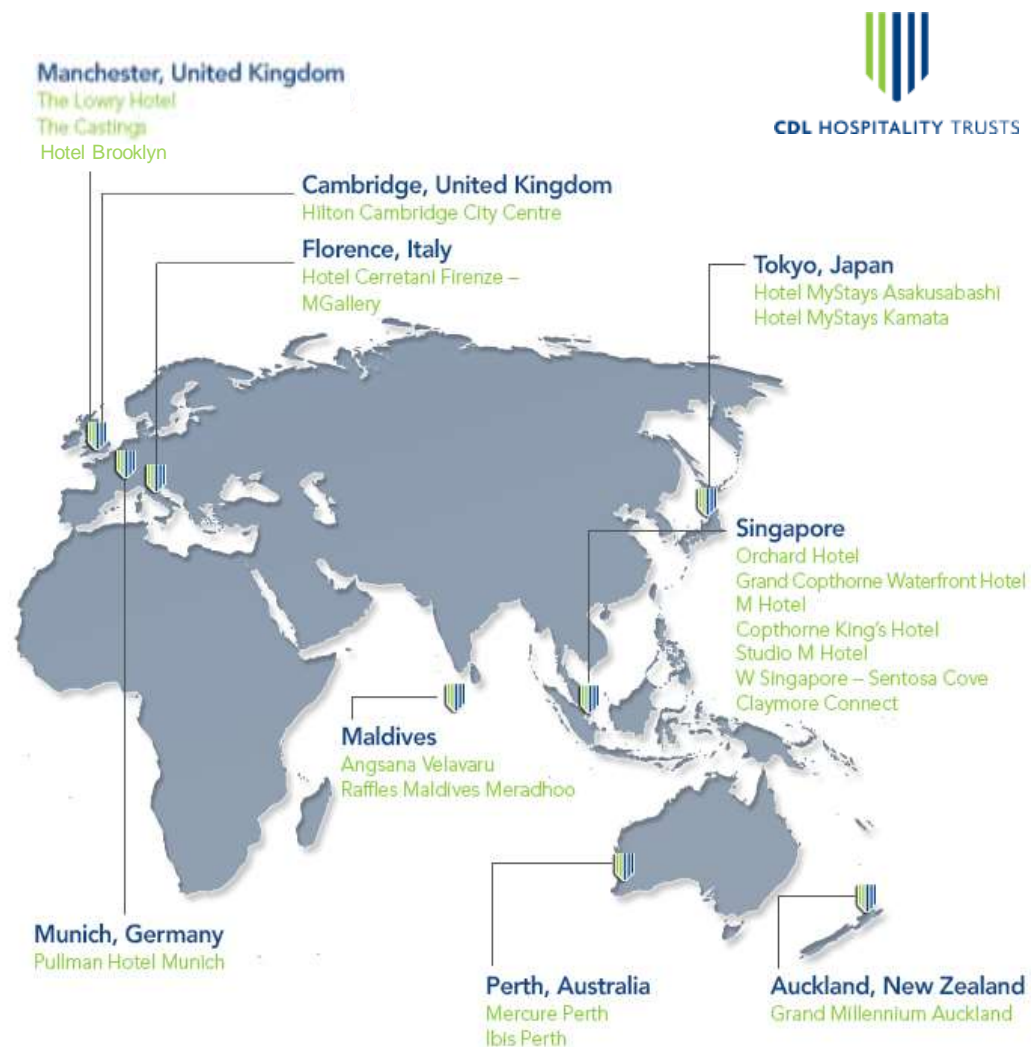 CDL HOSPITALITY TRUSTS
Manchester, United Kingdom
The Lowry Hotel
The Castings
Hotel Brooklyn
Cambridge, United Kingdom
Hilton Cambridge City Centre
Florence, Italy
Hotel Cerretani Firenze –
MGallery
Tokyo, Japan
Hotel MyStays Asakusabashi
Hotel MyStays Kamata
Singapore
Orchard Hotel
Grand Copthorne Waterfront Hotel
M Hotel
Copthorne King's Hotel
Studio M Hotel
W Singapore – Sentosa Cove
Claymore Connect
Maldives
Angsana Velavaru
Raffles Maldives Meradhoo
Munich, Germany
Pullman Hotel Munich
Perth, Australia
Mercure Perth
Ibis Perth
Auckland, New Zealand
Grand Millennium Auckland